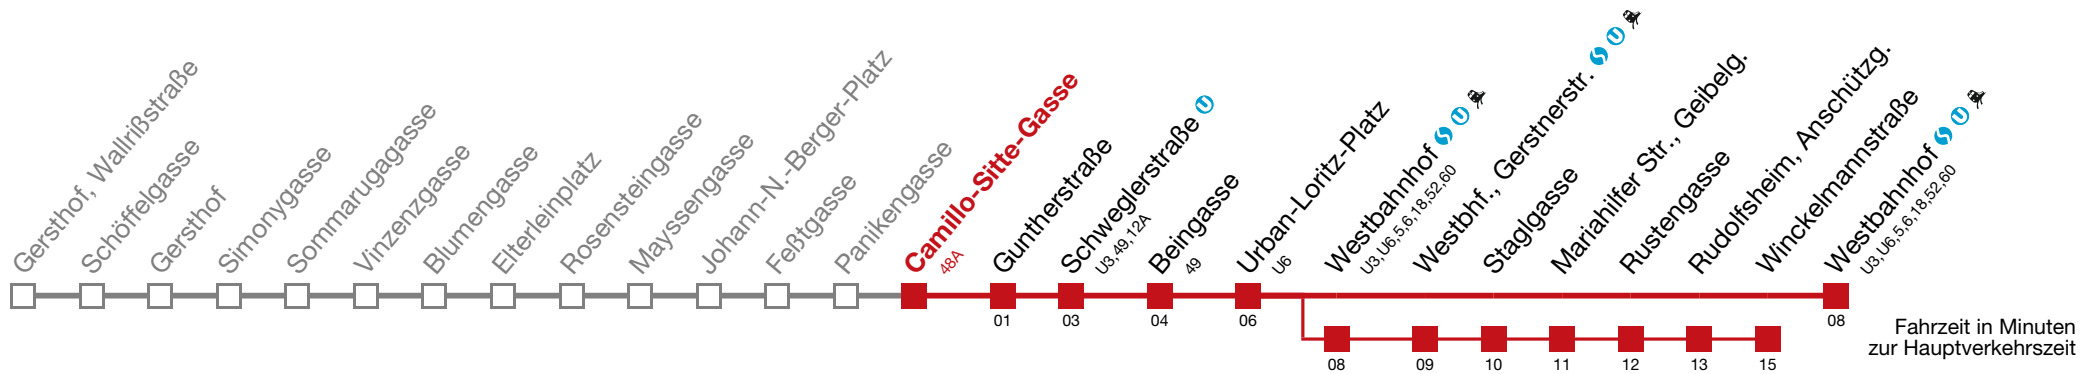 Gersthof, Wallrißstraße
Schöffelgasse
Gersthof
Simonygasse
Sommarugagasse
Vinzenzgasse
Blumengasse
Elterleinplatz
Rosensteingasse
Mayssengasse
Johann-N.-Berger-Platz
Feßtgasse
Panikengasse
Camillo-Sitte-Gasse
48A
Guntherstraße
Schweglerstraße U
U3,49,12A
Beingasse
49
Urban-Loritz-Platz
U6
Westbahnhof S U
U3,U6,5,6,18,52,60
Westbhf., Gerstnerstr. S U
Staglgasse
Mariahilfer Str., Geibelg.
Rustengasse
Rudolfsheim, Anschützg.
Winckelmannstraße
Westbahnhof S U
U3,U6,5,6,18,52,60
01
03
04
06
08
08
09
10
11
12
13
15
Fahrzeit in Minuten
zur Hauptverkehrszeit